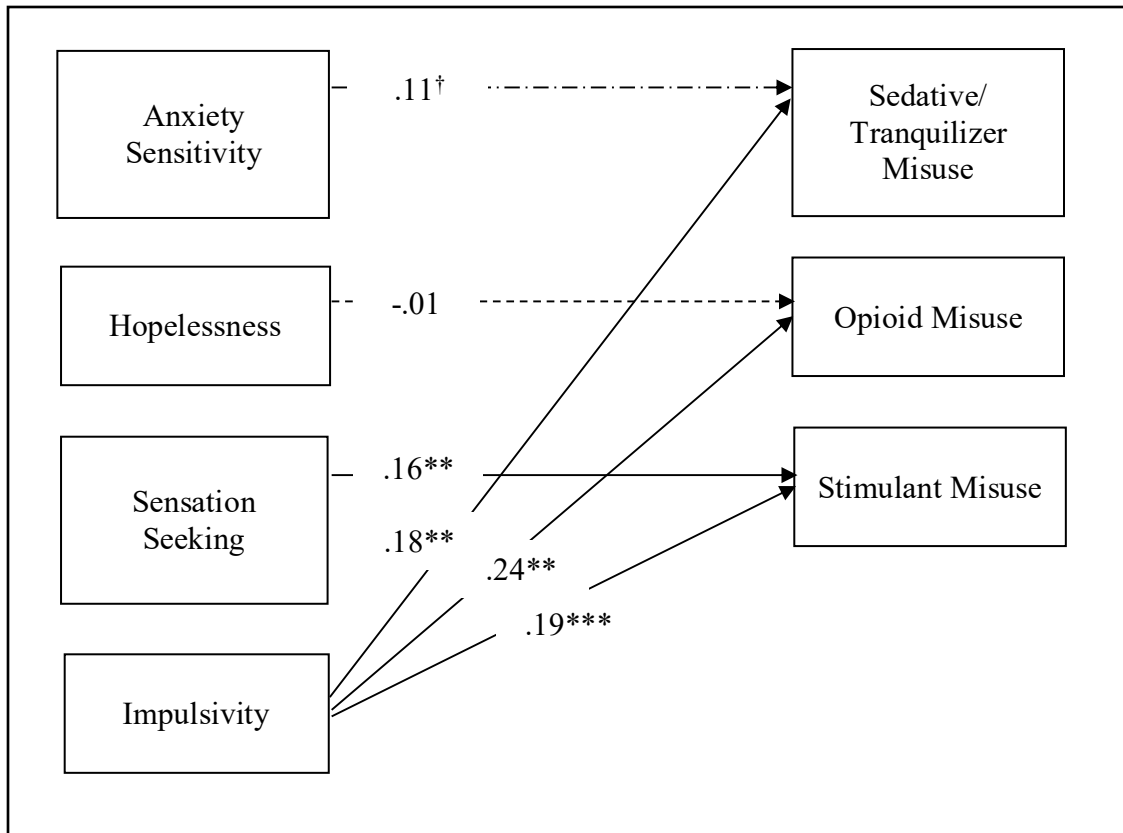 Anxiety
Sensitivity
.11†
Sedative/
Tranquilizer
Misuse
Hopelessness
-.01
Opioid Misuse
Sensation
Seeking
.16**
Stimulant Misuse
.18**
.24**
.19***
Impulsivity